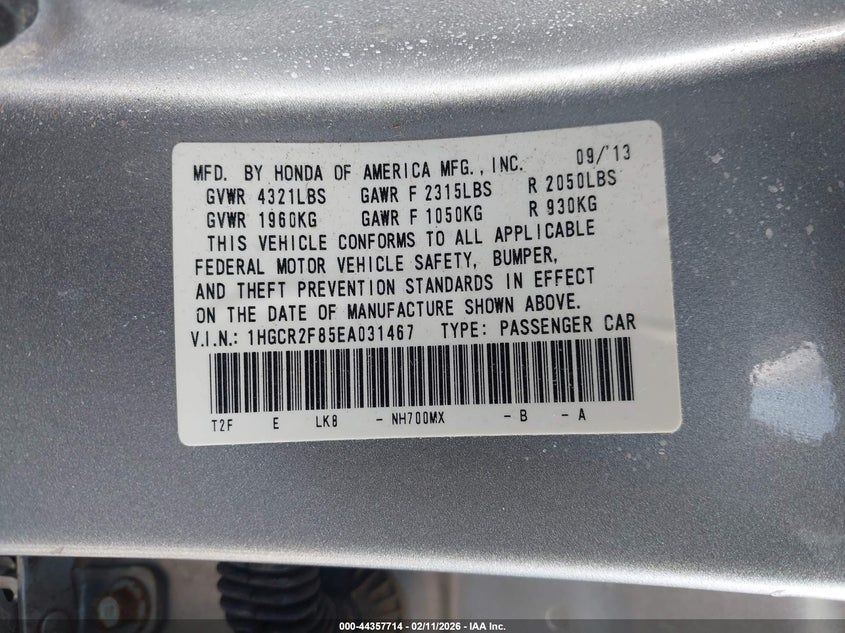 MFD. BY HONDA OF AMERICA MFG., INC. 09/'13
GVWR 4321LBS GAWR F 2315LBS R 2050LBS
GVWR 1960KG GAWR F 1050KG R 930KG
THIS VEHICLE CONFORMS TO ALL APPLICABLE
FEDERAL MOTOR VEHICLE SAFETY, BUMPER,
AND THEFT PREVENTION STANDARDS IN EFFECT
ON THE DATE OF MANUFACTURE SHOWN ABOVE.
V.I.N.: 1HGCR2F85EA031467 TYPE: PASSENGER CAR
T2F E LK8 - NH700MX - B - A
000-44357714 - 02/11/2026 - IAA Inc.